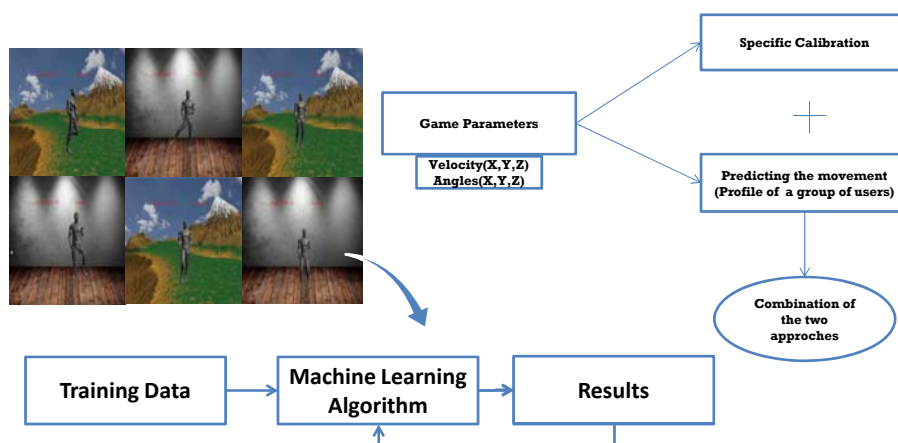 Specific Calibration
Game Parameters
Velocity(X,Y,Z)
Angles(X,Y,Z)
Predicting the movement
(Profile of a group of users)
Combination of
the two
approches
Training Data
Machine Learning
Algorithm
Results